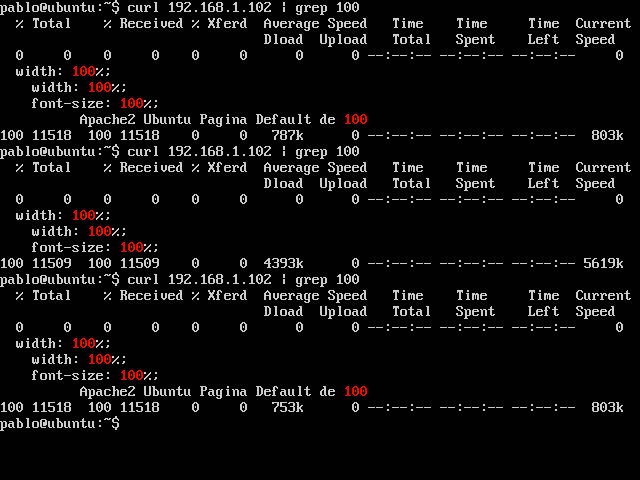 pablo@ubuntu:~$ curl 192.168.1.102 | grep 100
  % Total    % Received % Xferd  Average Speed   Time    Time     Time  Current
                                 Dload  Upload   Total   Spent    Left  Speed
  0     0    0     0    0     0      0      0 --:--:-- --:--:-- --:--:--     0
  width: 100%;
    width: 100%;
    font-size: 100%;
          Apache2 Ubuntu Pagina Default de 100
100 11518  100 11518    0     0   787k      0 --:--:-- --:--:-- --:--:--  803k
pablo@ubuntu:~$ curl 192.168.1.102 | grep 100
  % Total    % Received % Xferd  Average Speed   Time    Time     Time  Current
                                 Dload  Upload   Total   Spent    Left  Speed
  0     0    0     0    0     0      0      0 --:--:-- --:--:-- --:--:--     0
  width: 100%;
    width: 100%;
    font-size: 100%;
100 11509  100 11509    0     0  4393k      0 --:--:-- --:--:-- --:--:-- 5619k
pablo@ubuntu:~$ curl 192.168.1.102 | grep 100
  % Total    % Received % Xferd  Average Speed   Time    Time     Time  Current
                                 Dload  Upload   Total   Spent    Left  Speed
  0     0    0     0    0     0      0      0 --:--:-- --:--:-- --:--:--     0
  width: 100%;
    width: 100%;
    font-size: 100%;
          Apache2 Ubuntu Pagina Default de 100
100 11518  100 11518    0     0   753k      0 --:--:-- --:--:-- --:--:--  803k
pablo@ubuntu:~$